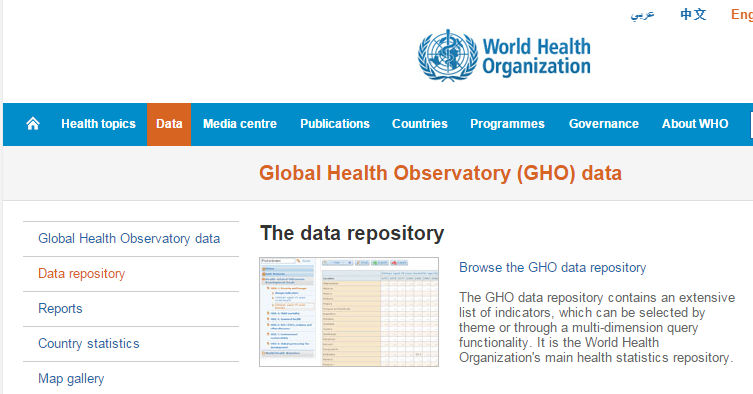 عربي 中文 Eng
World Health
Organization
Health topics Data Media centre Publications Countries Programmes Governance About WHO
Global Health Observatory (GHO) data
Global Health Observatory data
Data repository
Reports
Country statistics
Map gallery
The data repository
Browse the GHO data repository
The GHO data repository contains an extensive
list of indicators, which can be selected by
theme or through a multi-dimension query
functionality. It is the World Health
Organization's main health statistics repository.